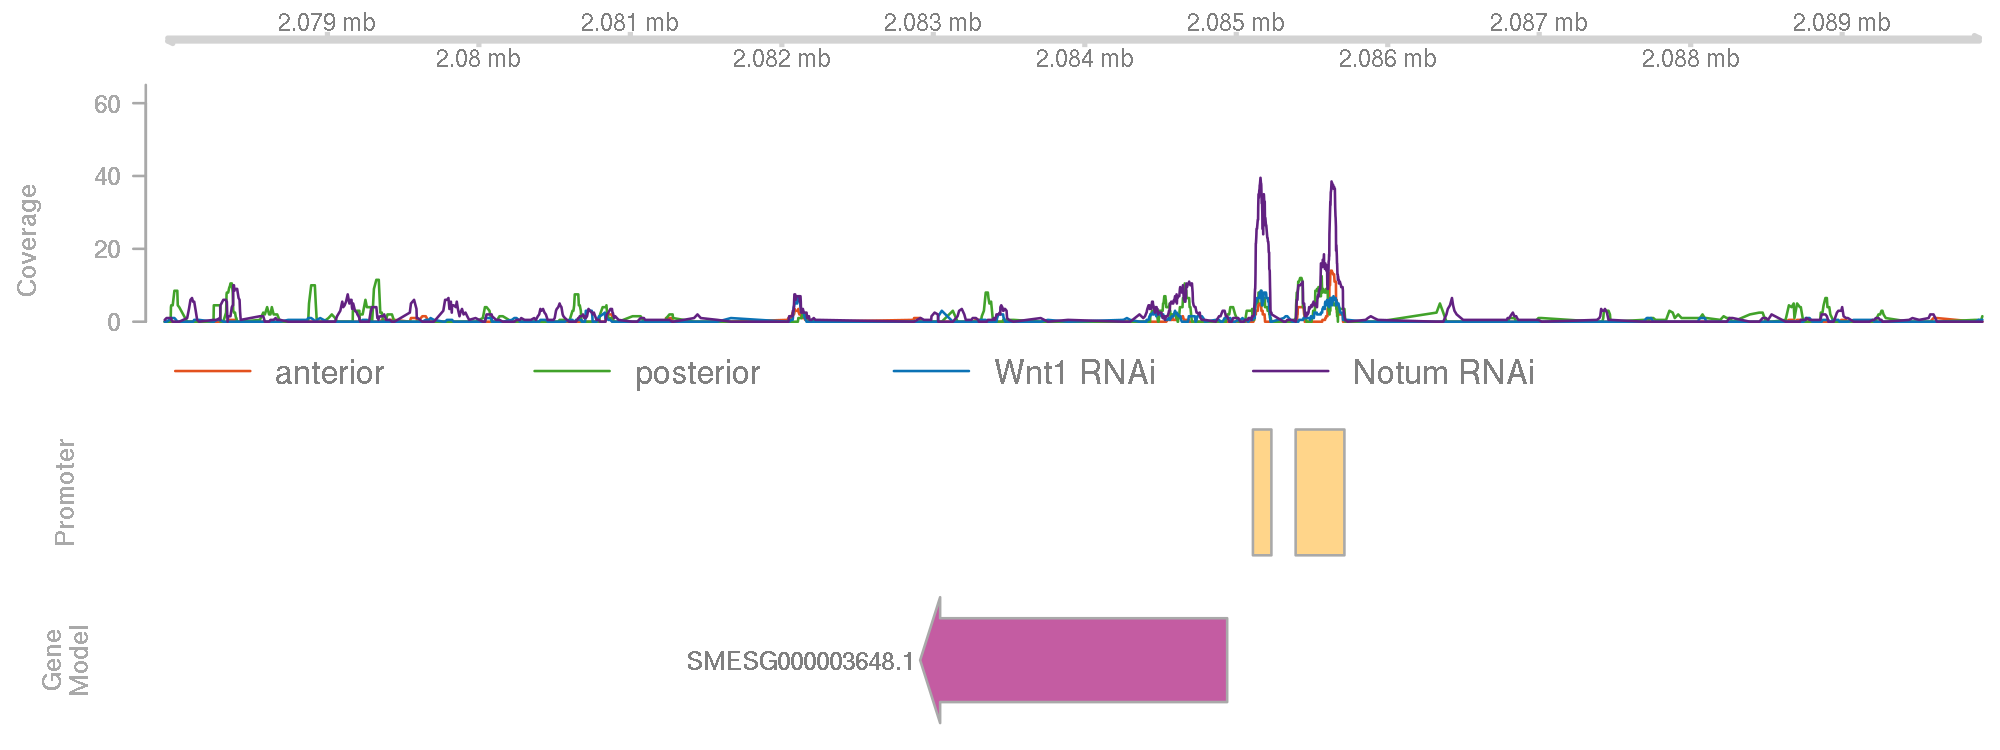 2.079 mb 2.081 mb 2.083 mb 2.085 mb 2.087 mb 2.089 mb
2.08 mb 2.082 mb 2.084 mb 2.086 mb 2.088 mb
Coverage
60
40
20
0
anterior posterior Wnt1 RNAi Notum RNAi
Promoter
Gene
Model
SMESG000003648.1